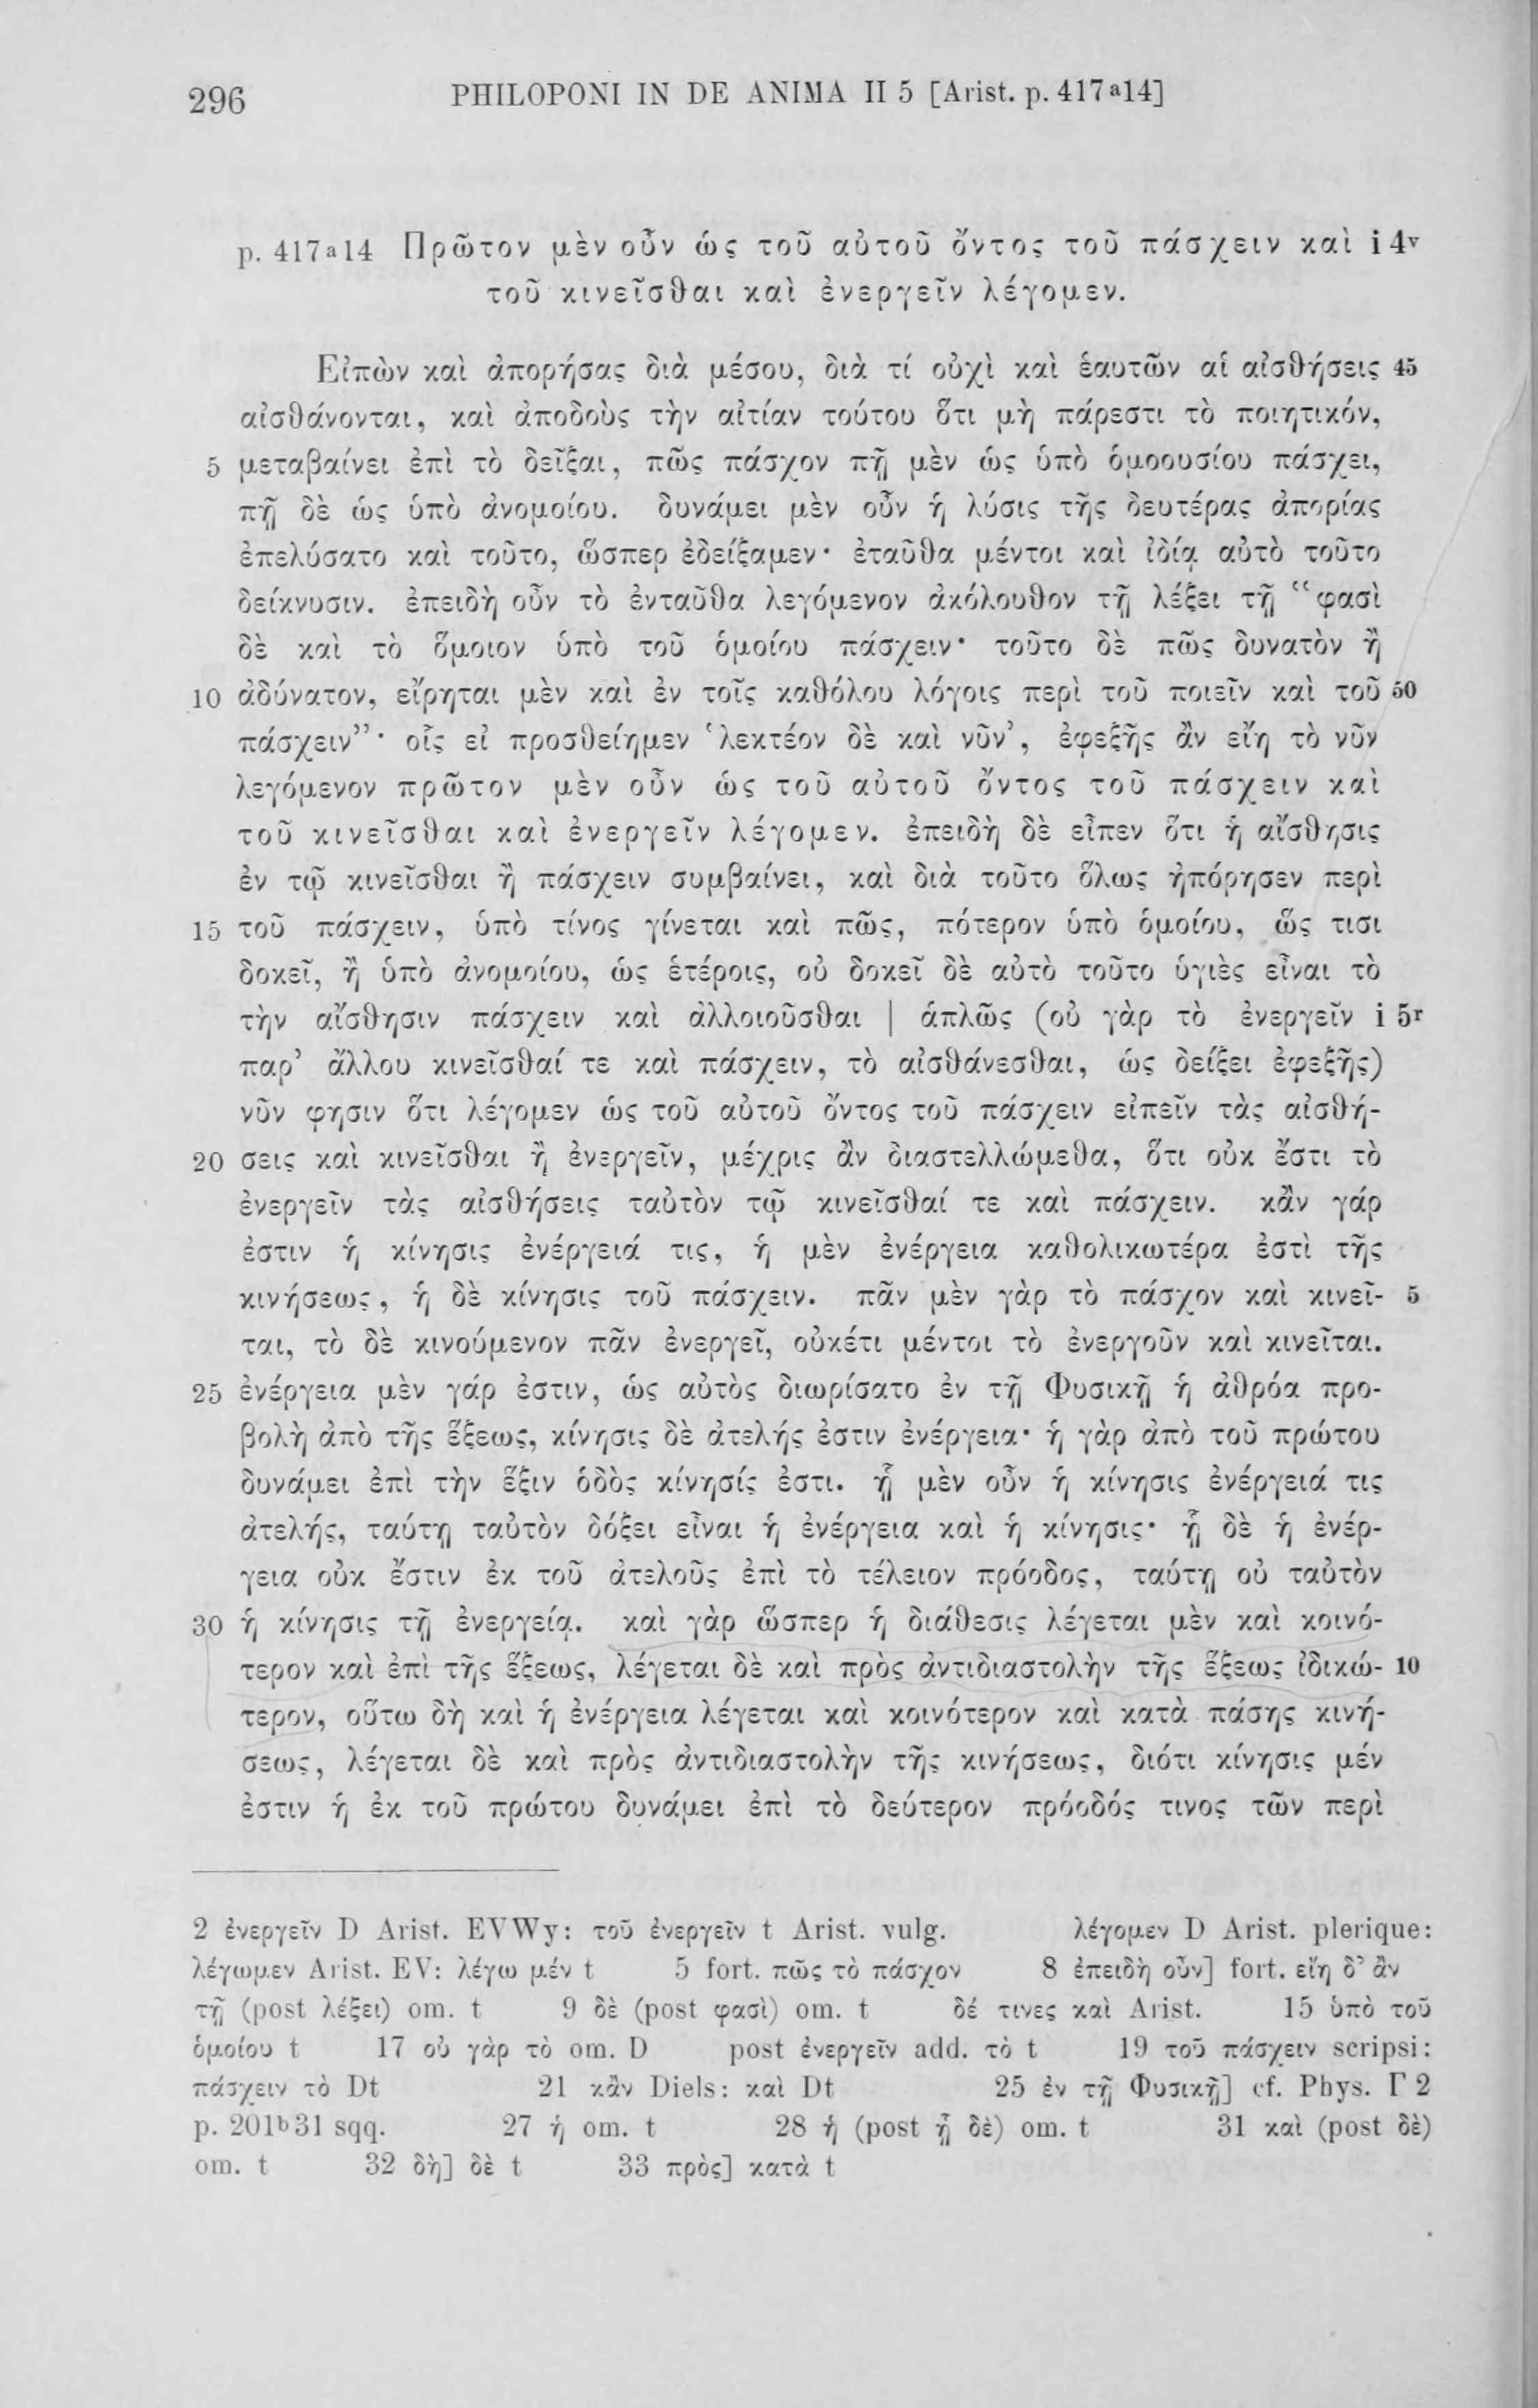 296 PHILOPONI IN DE ANIMA II 5 [Arist. p. 417ª14]
p. 417ª14 Πρῶτον μὲν οὖν ὡς τοῦ αὐτοῦ ὄντος τοῦ πάσχειν καὶ i 4ᵛ
τοῦ κινεῖσθαι καὶ ἐνεργεῖν λέγομεν.
Εἰπὼν καὶ ἀπορήσας διὰ μέσου, διὰ τί οὐχὶ καὶ ἑαυτῶν αἱ αἰσθήσεις 45
αἰσθάνονται, καὶ ἀποδοὺς τὴν αἰτίαν τούτου ὅτι μὴ πάρεστι τὸ ποιητικόν,
5 μεταβαίνει ἐπὶ τὸ δεῖξαι, πῶς πάσχον πῇ μὲν ὡς ὑπὸ ὁμοουσίου πάσχει,
πῇ δὲ ὡς ὑπὸ ἀνομοίου. δυνάμει μὲν οὖν ἡ λύσις τῆς δευτέρας ἀπορίας
ἐπελύσατο καὶ τοῦτο, ὥσπερ ἐδείξαμεν· ἐταῦθα μέντοι καὶ ἰδίᾳ αὐτὸ τοῦτο
δείκνυσιν. ἐπειδὴ οὖν τὸ ἐνταῦθα λεγόμενον ἀκόλουθον τῇ λέξει τῇ “φασὶ
δὲ καὶ τὸ ὅμοιον ὑπὸ τοῦ ὁμοίου πάσχειν· τοῦτο δὲ πῶς δυνατὸν ἢ
10 ἀδύνατον, εἴρηται μὲν καὶ ἐν τοῖς καθόλου λόγοις περὶ τοῦ ποιεῖν καὶ τοῦ 50
πάσχειν”· οἷς εἰ προσθείημεν ‘λεκτέον δὲ καὶ νῦν’, ἐφεξῆς ἂν εἴη τὸ νῦν
λεγόμενον πρῶτον μὲν οὖν ὡς τοῦ αὐτοῦ ὄντος τοῦ πάσχειν καὶ
τοῦ κινεῖσθαι καὶ ἐνεργεῖν λέγομεν. ἐπειδὴ δὲ εἶπεν ὅτι ἡ αἴσθησις
ἐν τῷ κινεῖσθαι ἢ πάσχειν συμβαίνει, καὶ διὰ τοῦτο ὅλως ἠπόρησεν περὶ
15 τοῦ πάσχειν, ὑπὸ τίνος γίνεται καὶ πῶς, πότερον ὑπὸ ὁμοίου, ὥς τισι
δοκεῖ, ἢ ὑπὸ ἀνομοίου, ὡς ἑτέροις, οὐ δοκεῖ δὲ αὐτὸ τοῦτο ὑγιὲς εἶναι τὸ
τὴν αἴσθησιν πάσχειν καὶ ἀλλοιοῦσθαι | ἁπλῶς (οὐ γὰρ τὸ ἐνεργεῖν i 5ʳ
παρ’ ἄλλου κινεῖσθαί τε καὶ πάσχειν, τὸ αἰσθάνεσθαι, ὡς δείξει ἐφεξῆς)
νῦν φησιν ὅτι λέγομεν ὡς τοῦ αὐτοῦ ὄντος τοῦ πάσχειν εἰπεῖν τὰς αἰσθή-
20 σεις καὶ κινεῖσθαι ἢ ἐνεργεῖν, μέχρις ἂν διαστελλώμεθα, ὅτι οὐκ ἔστι τὸ
ἐνεργεῖν τὰς αἰσθήσεις ταὐτὸν τῷ κινεῖσθαί τε καὶ πάσχειν. κἂν γάρ
ἐστιν ἡ κίνησις ἐνέργειά τις, ἡ μὲν ἐνέργεια καθολικωτέρα ἐστὶ τῆς
κινήσεως, ἡ δὲ κίνησις τοῦ πάσχειν. πᾶν μὲν γὰρ τὸ πάσχον καὶ κινεῖ- 5
ται, τὸ δὲ κινούμενον πᾶν ἐνεργεῖ, οὐκέτι μέντοι τὸ ἐνεργοῦν καὶ κινεῖται.
25 ἐνέργεια μὲν γάρ ἐστιν, ὡς αὐτὸς διωρίσατο ἐν τῇ Φυσικῇ ἡ ἀθρόα προ-
βολὴ ἀπὸ τῆς ἕξεως, κίνησις δὲ ἀτελής ἐστιν ἐνέργεια· ἡ γὰρ ἀπὸ τοῦ πρώτου
δυνάμει ἐπὶ τὴν ἕξιν ὁδὸς κίνησίς ἐστι. ᾗ μὲν οὖν ἡ κίνησις ἐνέργειά τις
ἀτελής, ταύτῃ ταὐτὸν δόξει εἶναι ἡ ἐνέργεια καὶ ἡ κίνησις· ᾗ δὲ ἡ ἐνέρ-
γεια οὐκ ἔστιν ἐκ τοῦ ἀτελοῦς ἐπὶ τὸ τέλειον πρόοδος, ταύτῃ οὐ ταὐτὸν
30 ἡ κίνησις τῇ ἐνεργείᾳ. καὶ γὰρ ὥσπερ ἡ διάθεσις λέγεται μὲν καὶ κοινό-
τερον καὶ ἐπὶ τῆς ἕξεως, λέγεται δὲ καὶ πρὸς ἀντιδιαστολὴν τῆς ἕξεως ἰδικώ- 10
τερον, οὕτω δὴ καὶ ἡ ἐνέργεια λέγεται καὶ κοινότερον καὶ κατὰ πάσης κινή-
σεως, λέγεται δὲ καὶ πρὸς ἀντιδιαστολὴν τῆς κινήσεως, διότι κίνησις μέν
ἐστιν ἡ ἐκ τοῦ πρώτου δυνάμει ἐπὶ τὸ δεύτερον πρόοδός τινος τῶν περὶ
2 ἐνεργεῖν D Arist. EVWy: τοῦ ἐνεργεῖν t Arist. vulg. λέγομεν D Arist. plerique:
λέγωμεν Arist. EV: λέγω μέν t 5 fort. πῶς τὸ πάσχον 8 ἐπειδὴ οὖν] fort. εἴη δ’ ἂν
τῇ (post λέξει) om. t 9 δὲ (post φασὶ) om. t δέ τινες καὶ Arist. 15 ὑπὸ τοῦ
ὁμοίου t 17 οὐ γὰρ τὸ om. D post ἐνεργεῖν add. τὸ t 19 τοῦ πάσχειν scripsi:
πάσχειν τὸ Dt 21 κἂν Diels: καὶ Dt 25 ἐν τῇ Φυσικῇ] cf. Phys. Γ 2
p. 201ᵇ31 sqq. 27 ἡ om. t 28 ἡ (post ᾗ δὲ) om. t 31 καὶ (post δὲ)
om. t 32 δὴ] δὲ t 33 πρὸς] κατὰ t